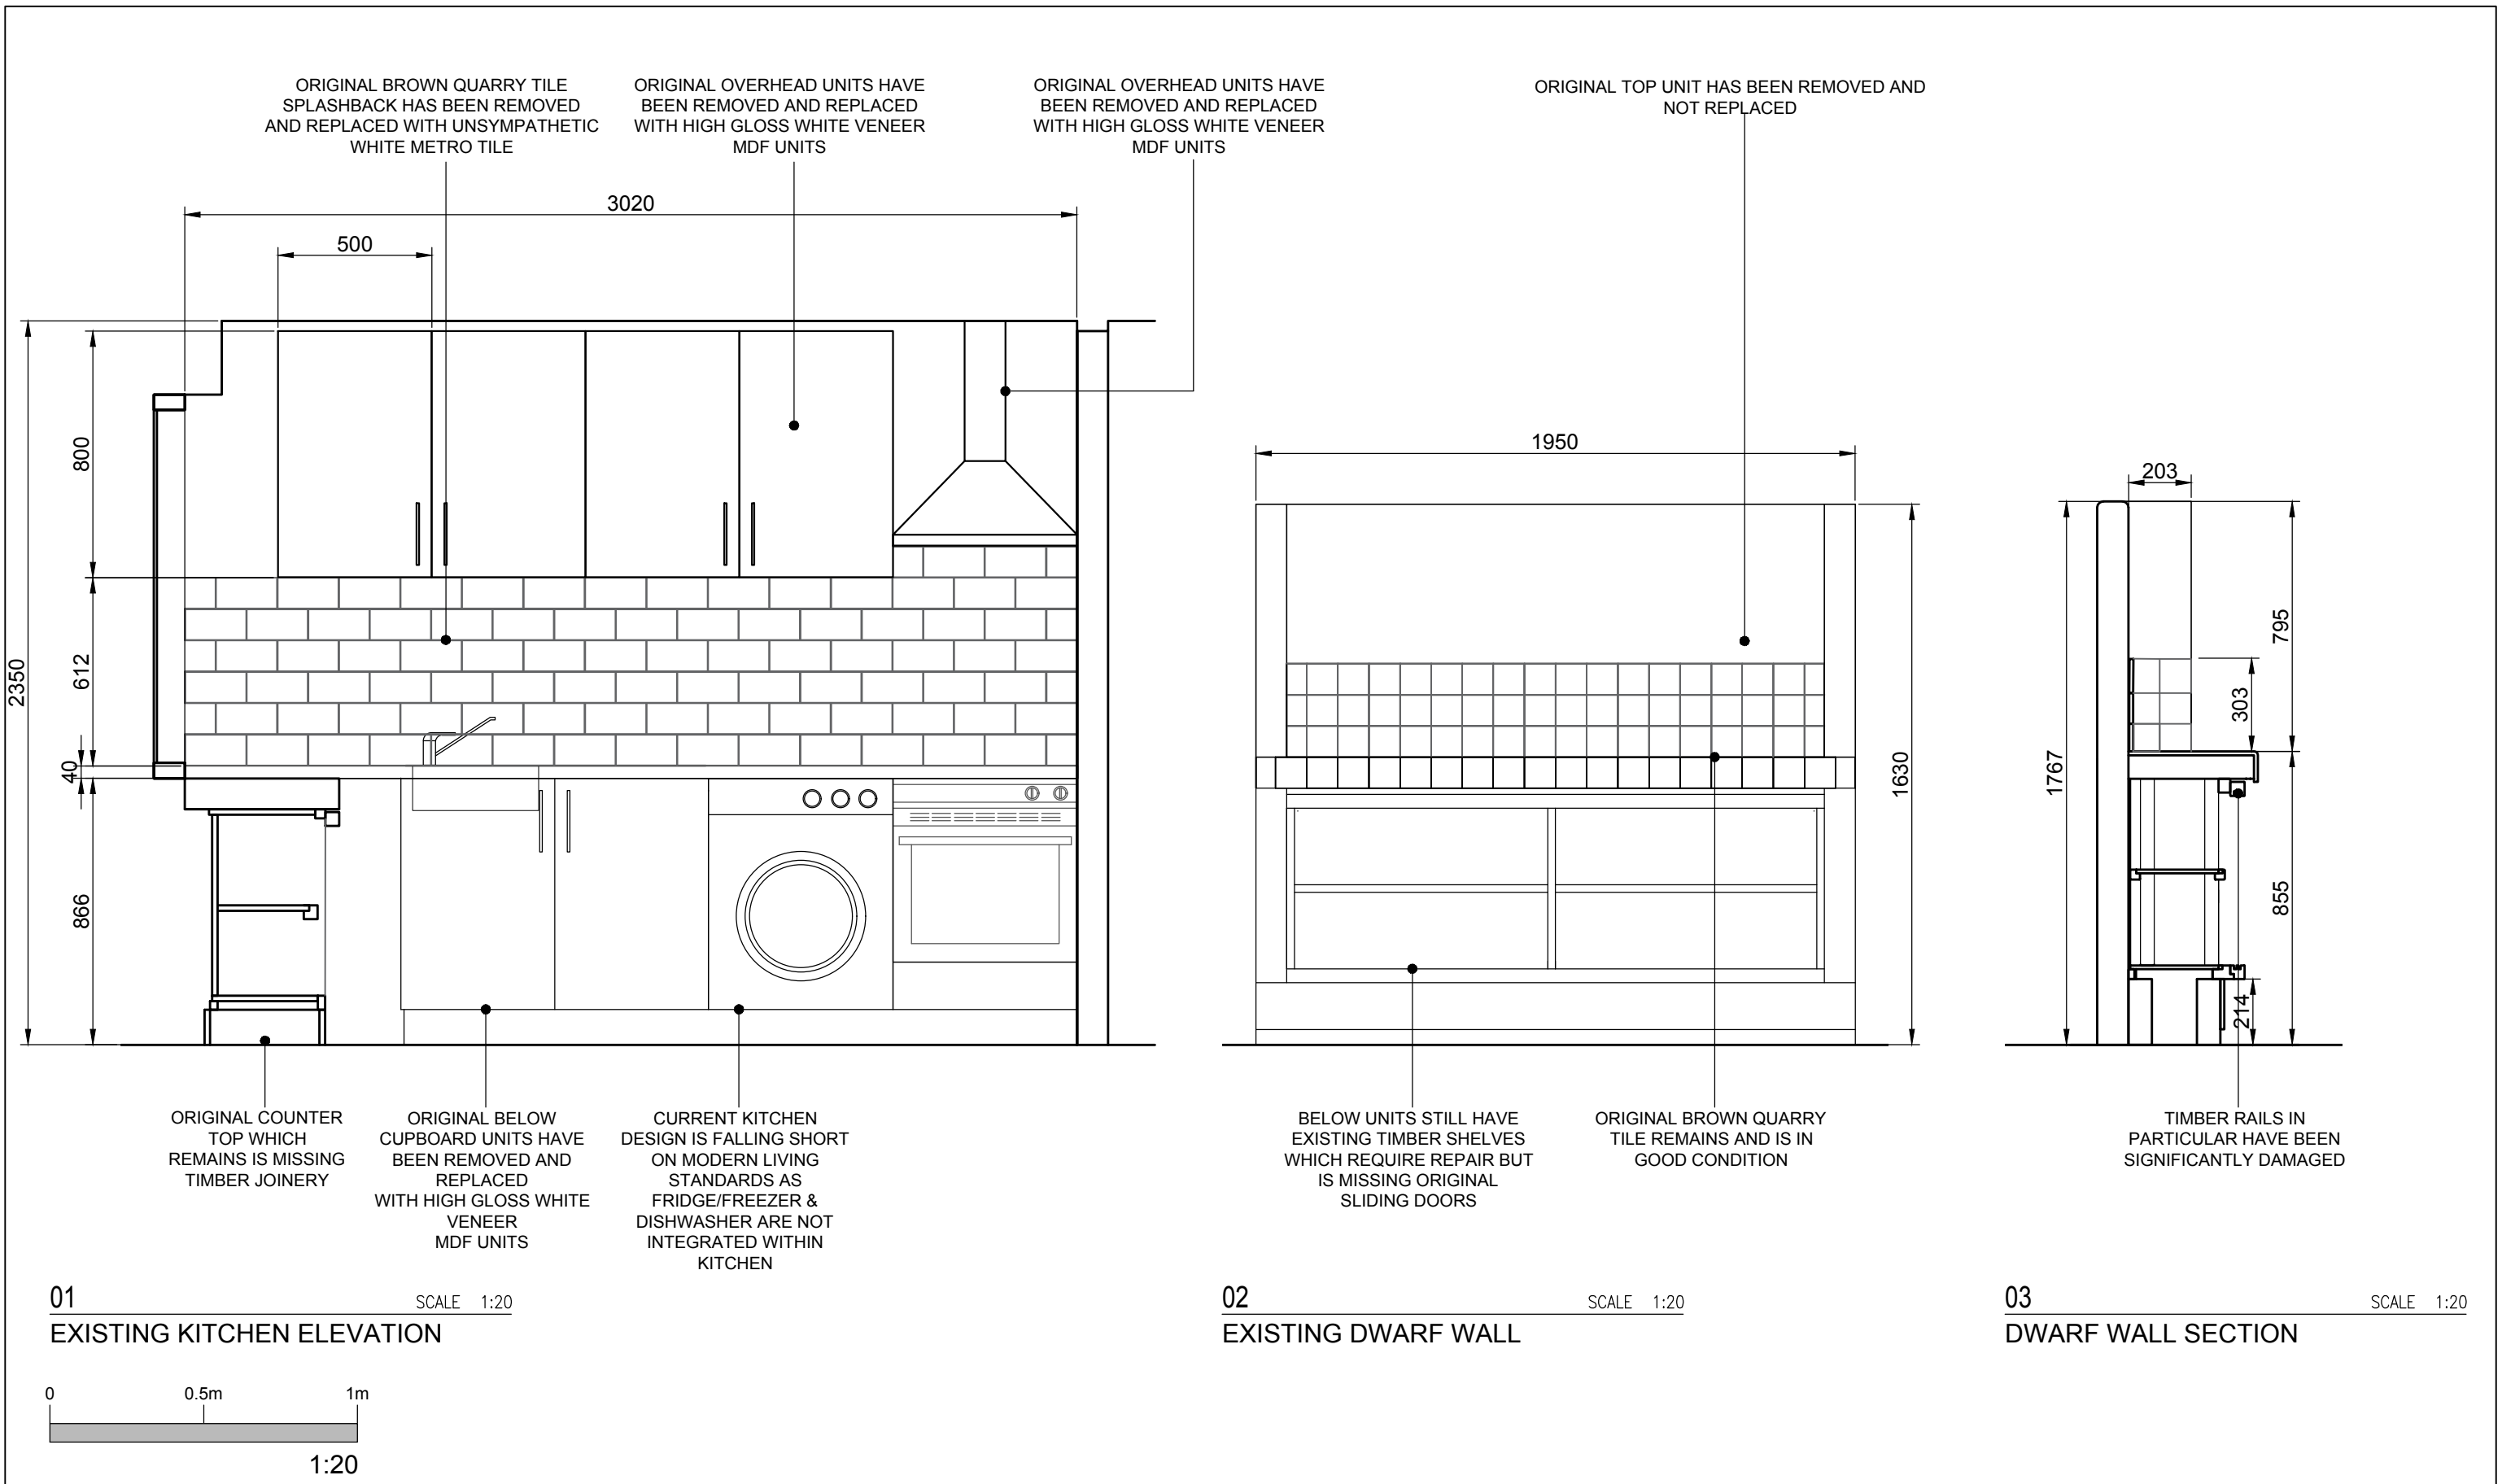 ORIGINAL BROWN QUARRY TILE
SPLASHBACK HAS BEEN REMOVED
AND REPLACED WITH UNSYMPATHETIC
WHITE METRO TILE
ORIGINAL OVERHEAD UNITS HAVE
BEEN REMOVED AND REPLACED
WITH HIGH GLOSS WHITE VENEER
MDF UNITS
ORIGINAL OVERHEAD UNITS HAVE
BEEN REMOVED AND REPLACED
WITH HIGH GLOSS WHITE VENEER
MDF UNITS
ORIGINAL TOP UNIT HAS BEEN REMOVED AND
NOT REPLACED
3020
500
2350
800
612
40
866
1950
1630
203
1767
795
303
855
214
ORIGINAL COUNTER
TOP WHICH
REMAINS IS MISSING
TIMBER JOINERY
ORIGINAL BELOW
CUPBOARD UNITS HAVE
BEEN REMOVED AND
REPLACED
WITH HIGH GLOSS WHITE
VENEER
MDF UNITS
CURRENT KITCHEN
DESIGN IS FALLING SHORT
ON MODERN LIVING
STANDARDS AS
FRIDGE/FREEZER &
DISHWASHER ARE NOT
INTEGRATED WITHIN
KITCHEN
BELOW UNITS STILL HAVE
EXISTING TIMBER SHELVES
WHICH REQUIRE REPAIR BUT
IS MISSING ORIGINAL
SLIDING DOORS
ORIGINAL BROWN QUARRY
TILE REMAINS AND IS IN
GOOD CONDITION
TIMBER RAILS IN
PARTICULAR HAVE BEEN
SIGNIFICANTLY DAMAGED
01 SCALE 1:20
EXISTING KITCHEN ELEVATION
02 SCALE 1:20
EXISTING DWARF WALL
03 SCALE 1:20
DWARF WALL SECTION
0 0.5m 1m
1:20